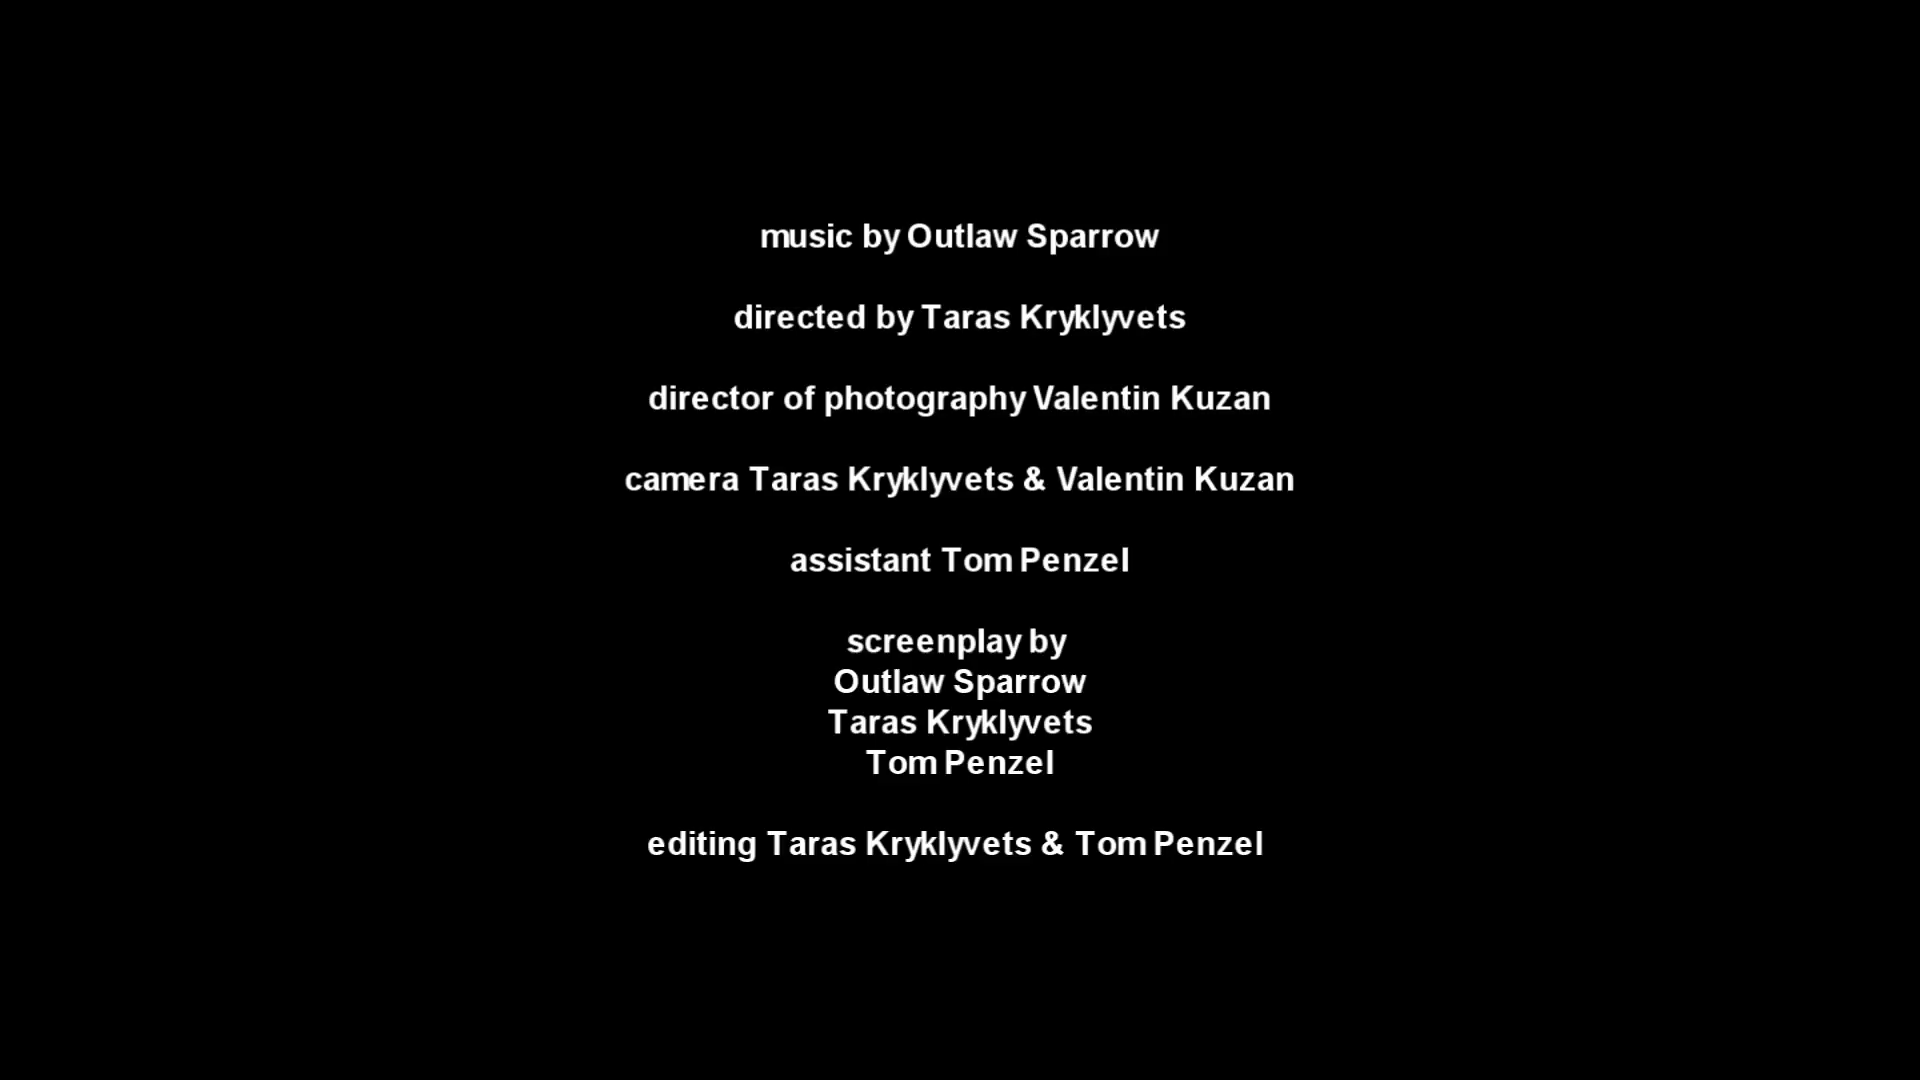 music by Outlaw Sparrow
directed by Taras Kryklyvets
director of photography Valentin Kuzan
camera Taras Kryklyvets & Valentin Kuzan
assistant Tom Penzel
screenplay by
Outlaw Sparrow
Taras Kryklyvets
Tom Penzel
editing Taras Kryklyvets & Tom Penzel